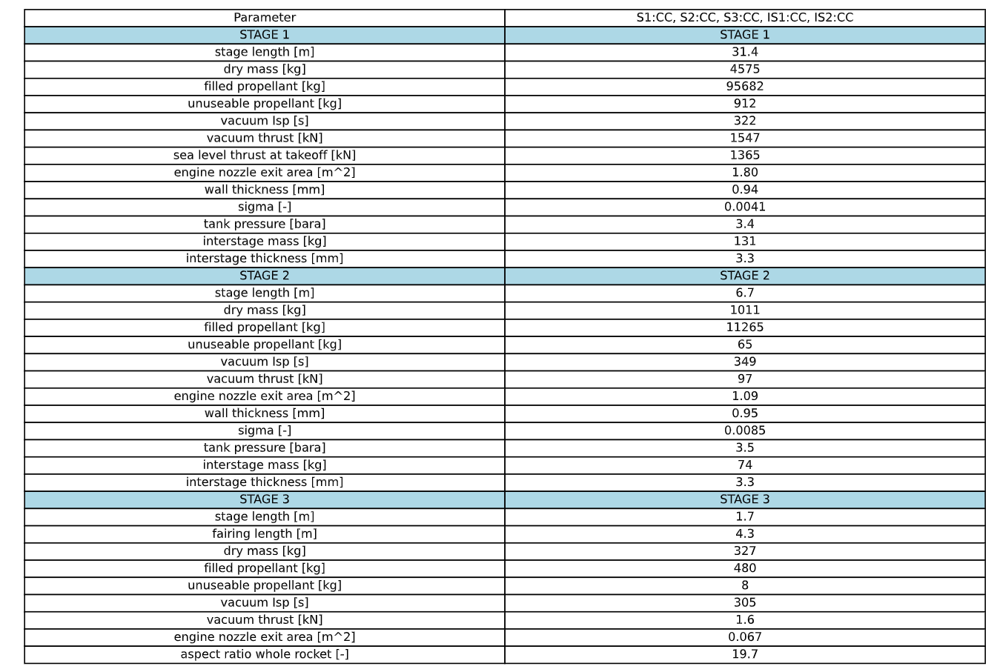 Parameter S1:CC, S2:CC, S3:CC, IS1:CC, IS2:CC
STAGE 1 STAGE 1
stage length [m] 31.4
dry mass [kg] 4575
filled propellant [kg] 95682
unuseable propellant [kg] 912
vacuum Isp [s] 322
vacuum thrust [kN] 1547
sea level thrust at takeoff [kN] 1365
engine nozzle exit area [m^2] 1.80
wall thickness [mm] 0.94
sigma [-] 0.0041
tank pressure [bara] 3.4
interstage mass [kg] 131
interstage thickness [mm] 3.3
STAGE 2 STAGE 2
stage length [m] 6.7
dry mass [kg] 1011
filled propellant [kg] 11265
unuseable propellant [kg] 65
vacuum Isp [s] 349
vacuum thrust [kN] 97
engine nozzle exit area [m^2] 1.09
wall thickness [mm] 0.95
sigma [-] 0.0085
tank pressure [bara] 3.5
interstage mass [kg] 74
interstage thickness [mm] 3.3
STAGE 3 STAGE 3
stage length [m] 1.7
fairing length [m] 4.3
dry mass [kg] 327
filled propellant [kg] 480
unuseable propellant [kg] 8
vacuum Isp [s] 305
vacuum thrust [kN] 1.6
engine nozzle exit area [m^2] 0.067
aspect ratio whole rocket [-] 19.7